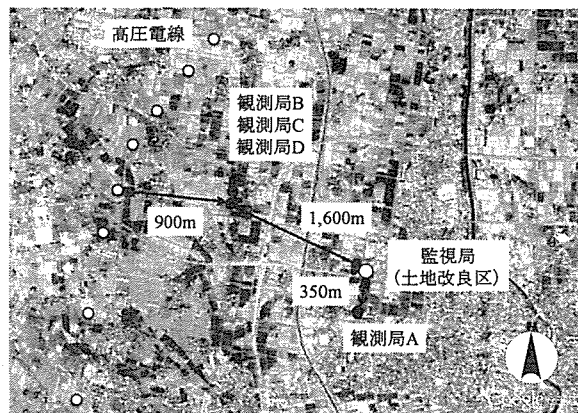 高圧電線
観測局B
観測局C
観測局D
900m
1,600m
監視局
(土地改良区)
350m
観測局A
Google